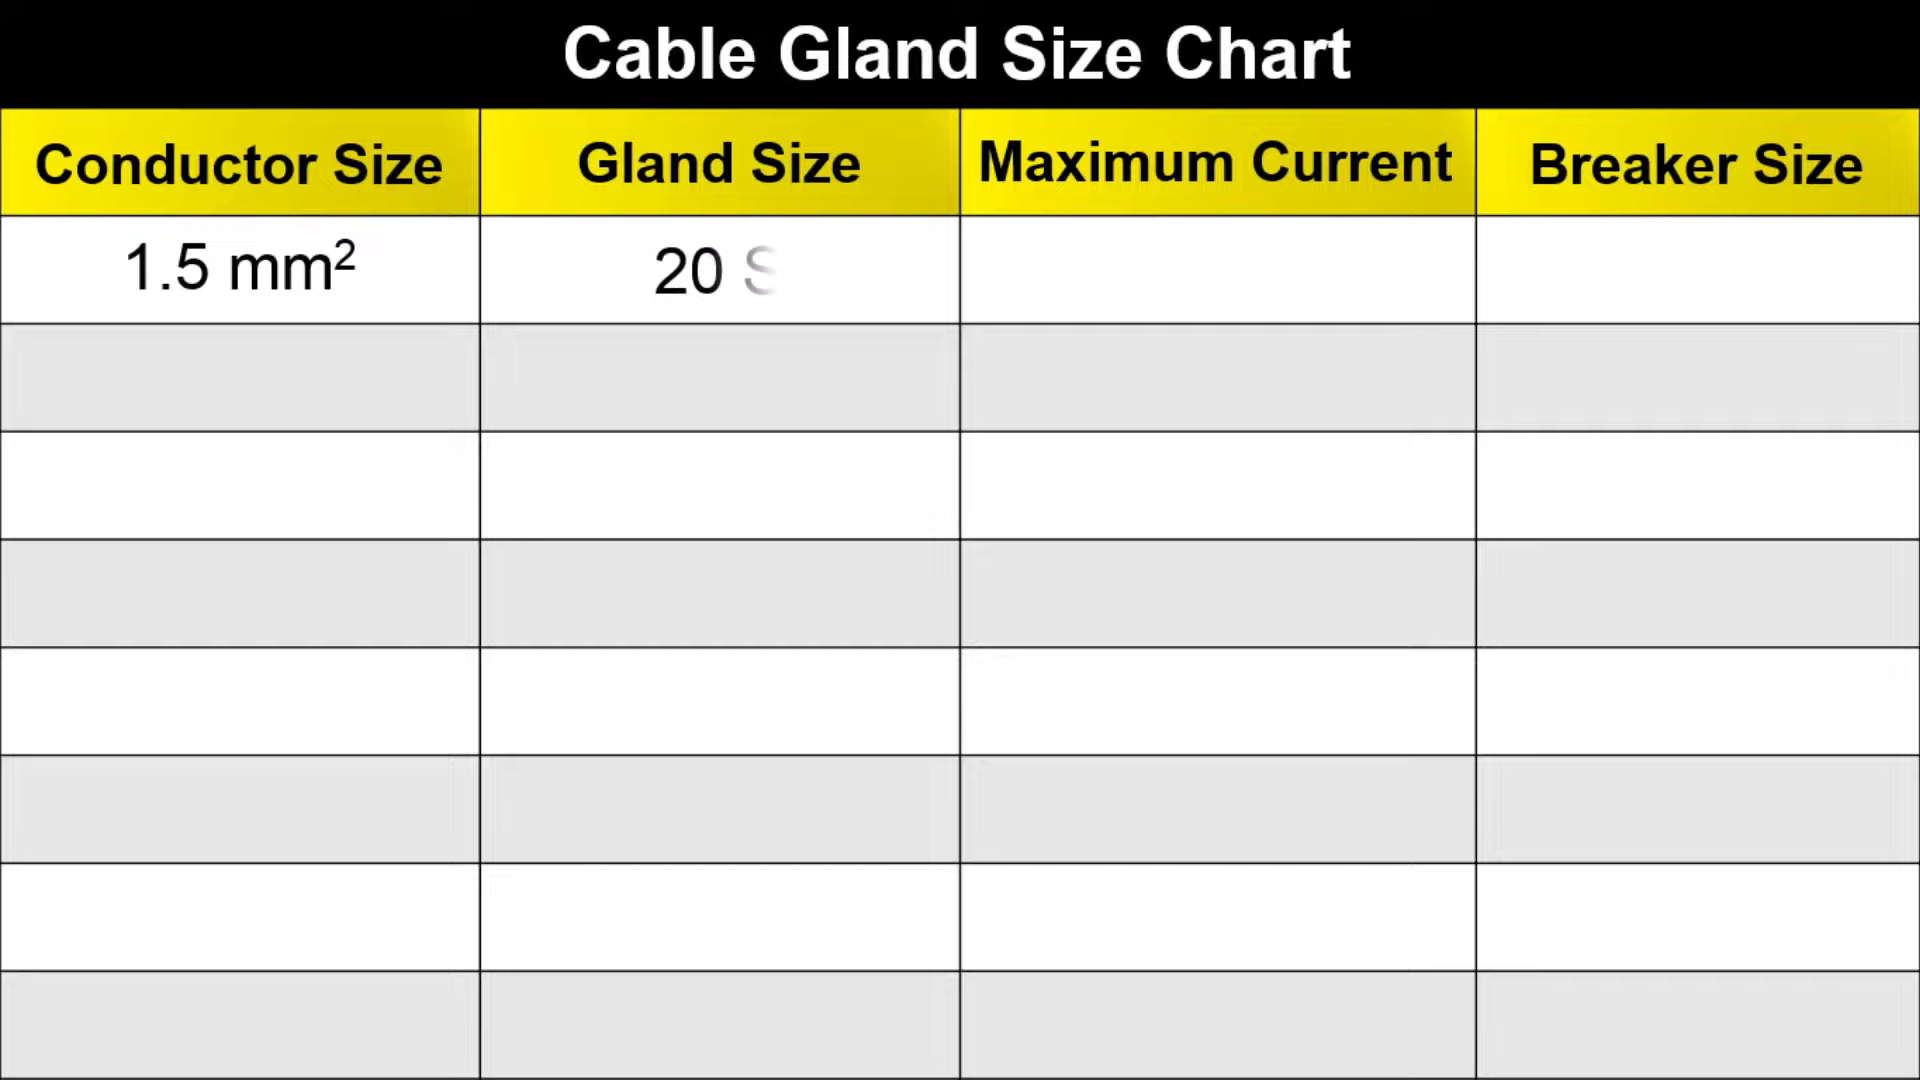 Cable Gland Size Chart
Conductor Size Gland Size Maximum Current Breaker Size
1.5 mm² 20 S